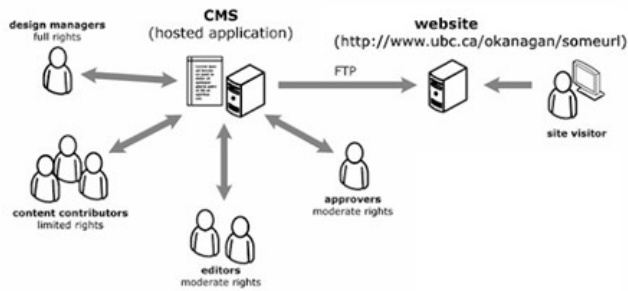 design managers
full rights
CMS
(hosted application)
website
(http://www.ubc.ca/okanagan/someurl)
FTP
site visitor
content contributors
limited rights
approvers
moderate rights
editors
moderate rights